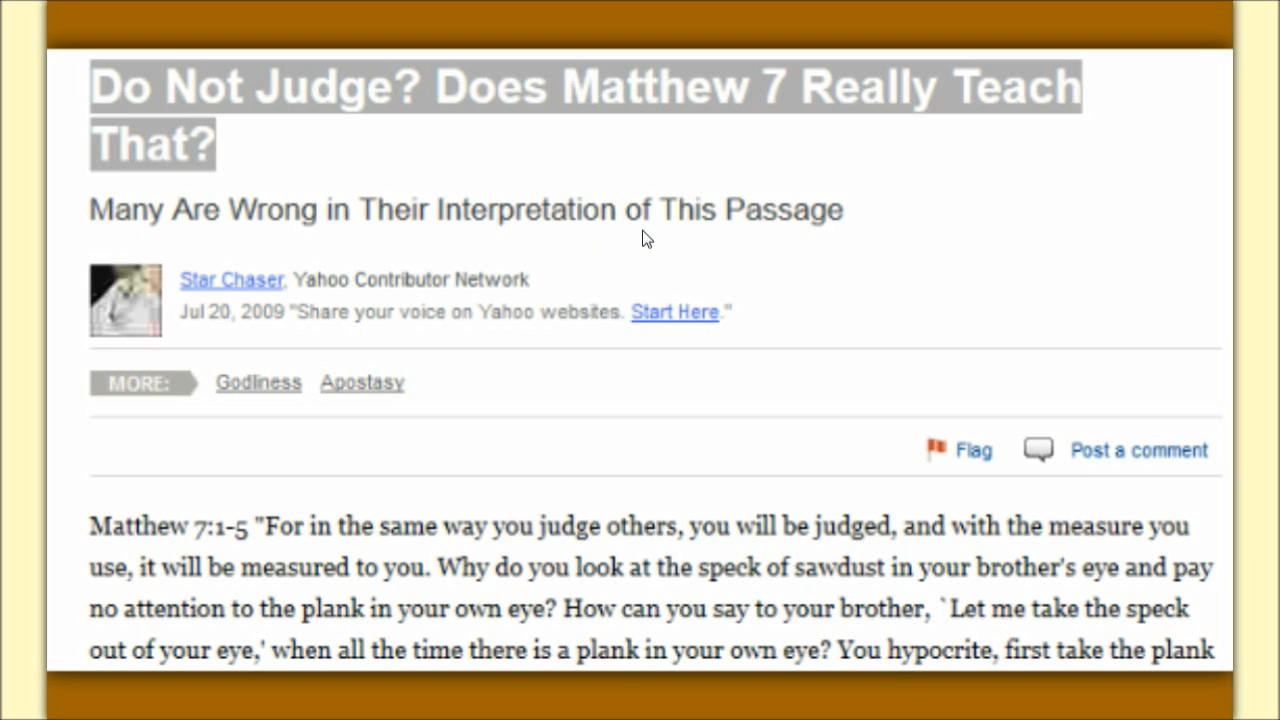 Do Not Judge? Does Matthew 7 Really Teach
That?
Many Are Wrong in Their Interpretation of This Passage
Star Chaser, Yahoo Contributor Network
Jul 20, 2009 "Share your voice on Yahoo websites. Start Here."
MORE: Godliness Apostasy
Flag Post a comment
Matthew 7:1-5 "For in the same way you judge others, you will be judged, and with the measure you
use, it will be measured to you. Why do you look at the speck of sawdust in your brother's eye and pay
no attention to the plank in your own eye? How can you say to your brother, `Let me take the speck
out of your eye,' when all the time there is a plank in your own eye? You hypocrite, first take the plank